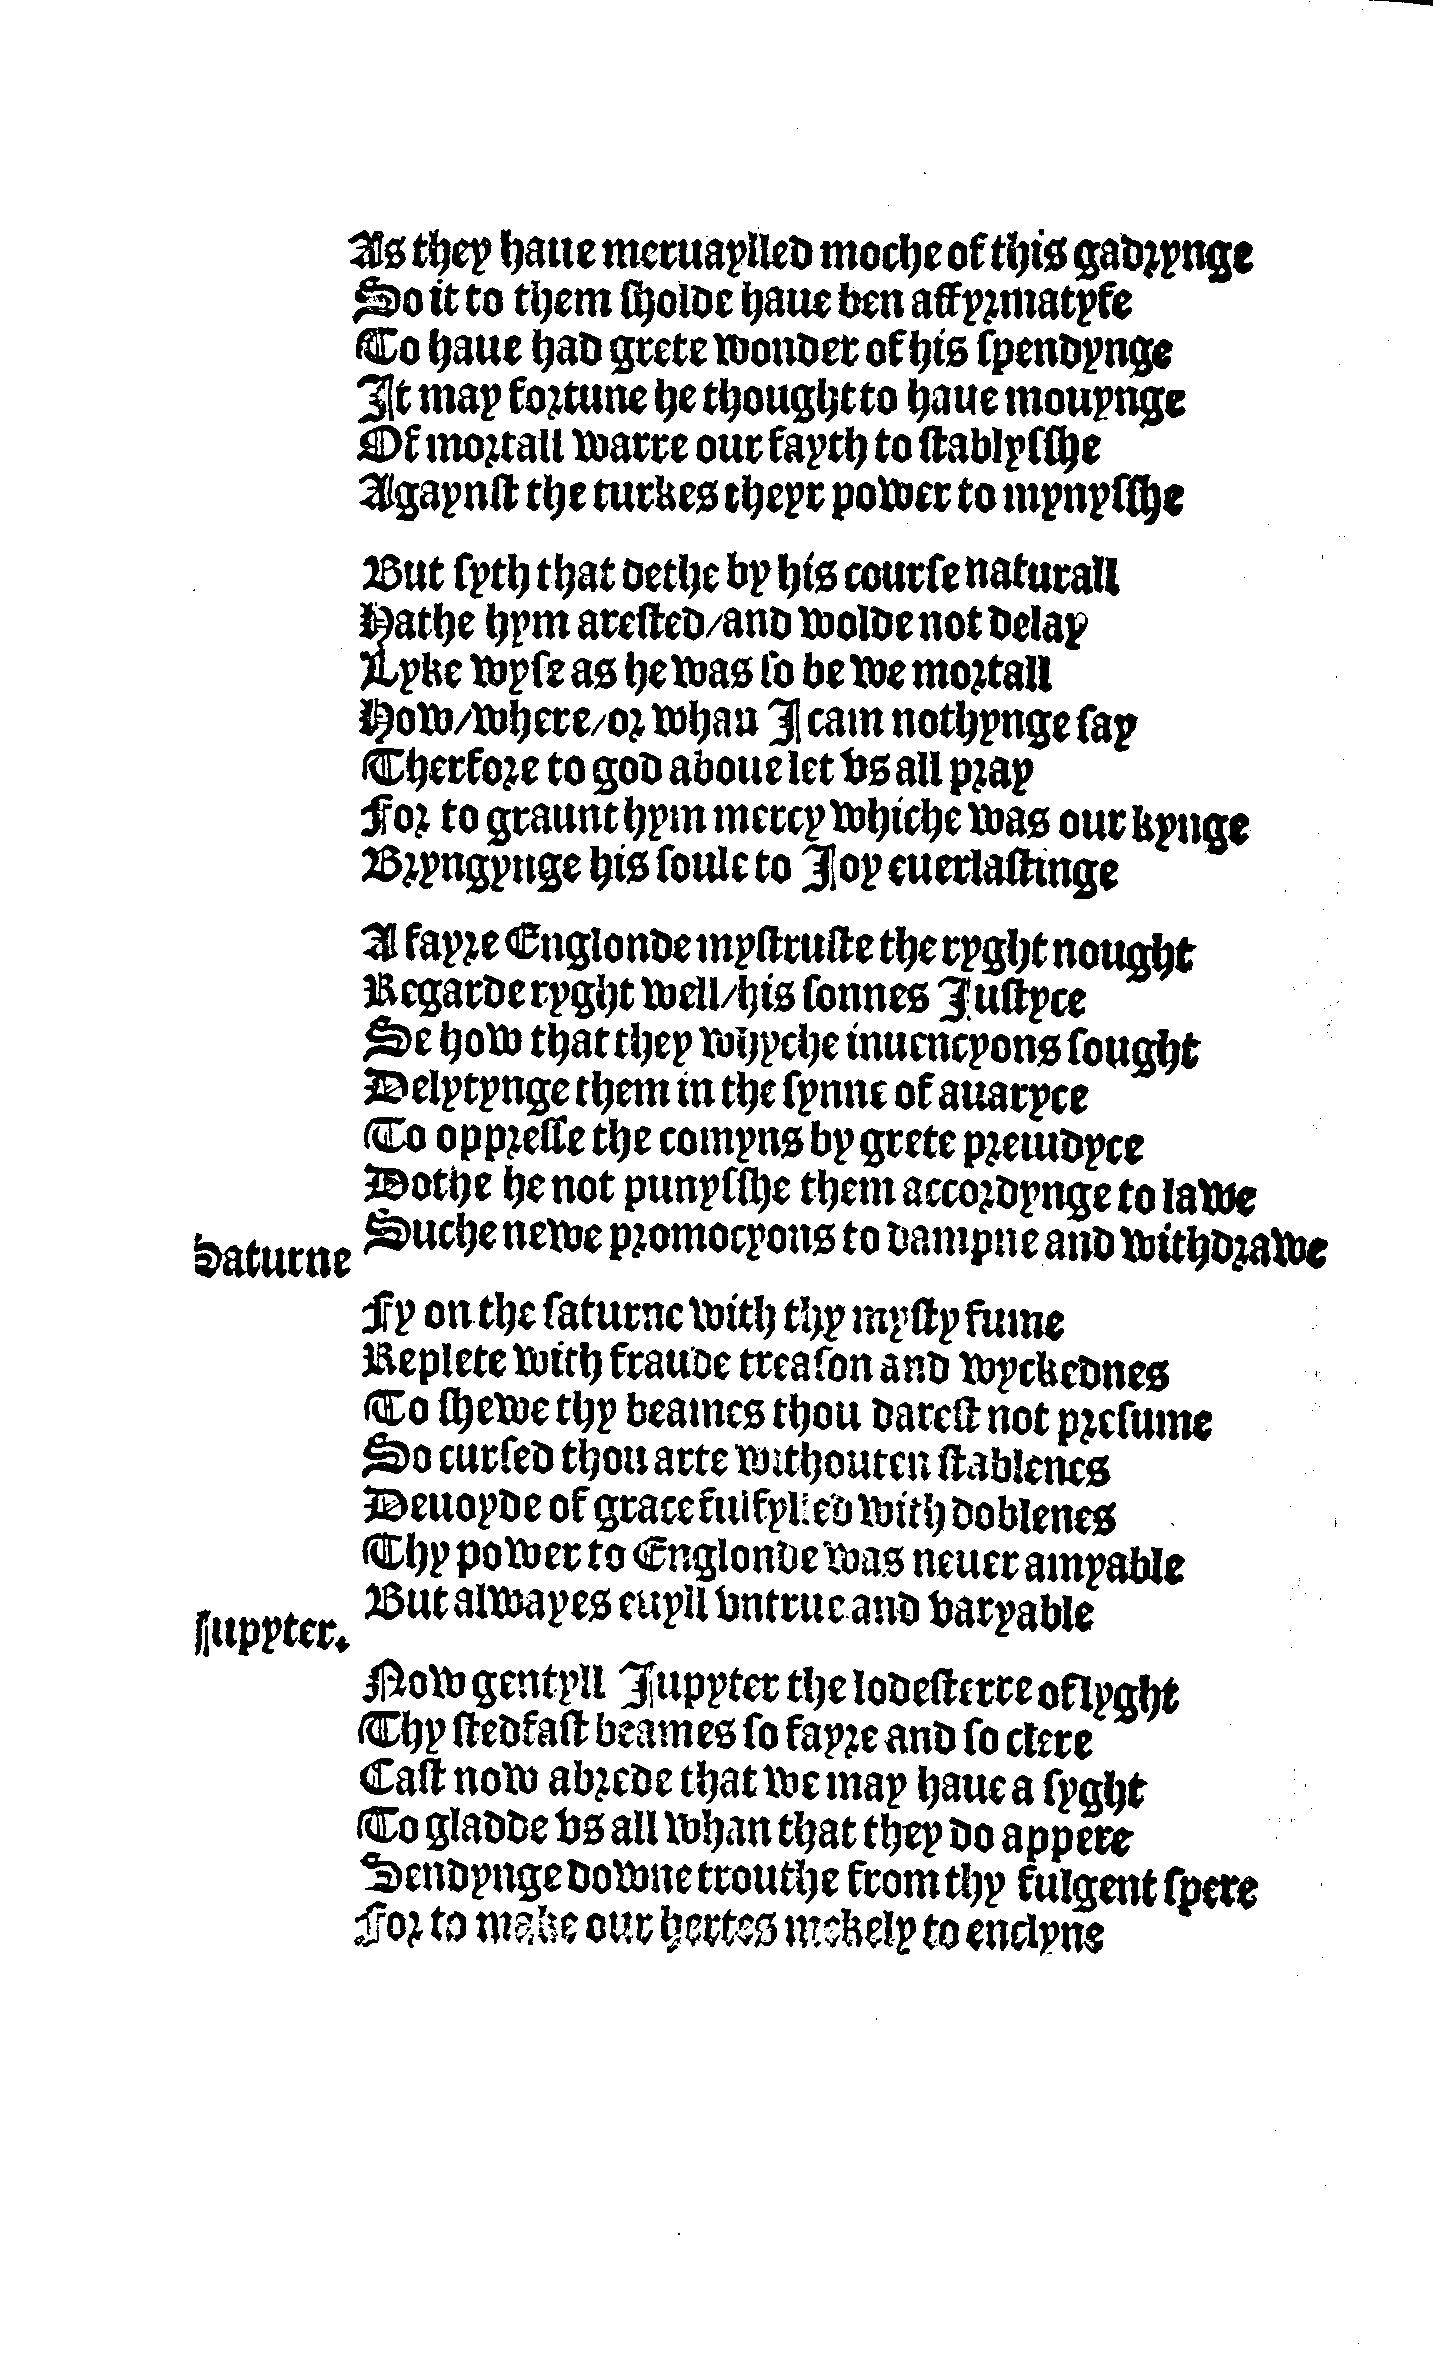 As they haue meruaylled moche of this gadrynge
So it to them sholde haue ben affyrmatyfe
To haue had grete wonder of his spendynge
It may fortune he thought to haue mouynge
Of mortall warre our fayth to stablysshe
Agaynst the turkes theyr power to mynysshe
But syth that dethe by his course naturall
Hathe hym arested/and wolde not delay
Lyke wyse as he was so be we mortall
How/where/or whan I cam nothynge say
Therfore to god aboue let vs all pray
For to graunt hym mercy whiche was our kynge
Bryngynge his soule to Joy euerlastinge
A fayre Englonde mystruste the ryght nought
Regarde ryght well/his sonnes Justyce
Se how that they whyche inuencyons sought
Delytynge them in the synne of auaryce
To oppresse the comyns by grete preiudyce
Dothe he not punysshe them accordynge to lawe
Suche newe promocyons to dampne and withdrawe
Saturne
Fy on the saturne with thy mysty fume
Replete with fraude treason and wyckednes
To shewe thy beames thou darest not presume
So cursed thou arte withouten stablenes
Deuoyde of grace fulfylled with doblenes
Thy power to Englonde was neuer amyable
But alwayes euyll vntrue and varyable
Jupyter.
Now gentyll Jupyter the lodesterre of lyght
Thy stedfast beames so fayre and so clere
Cast now abrede that we may haue a syght
To gladde vs all whan that they do appere
Sendynge downe trouthe from thy fulgent spere
For to make our hertes mekely to enclyne